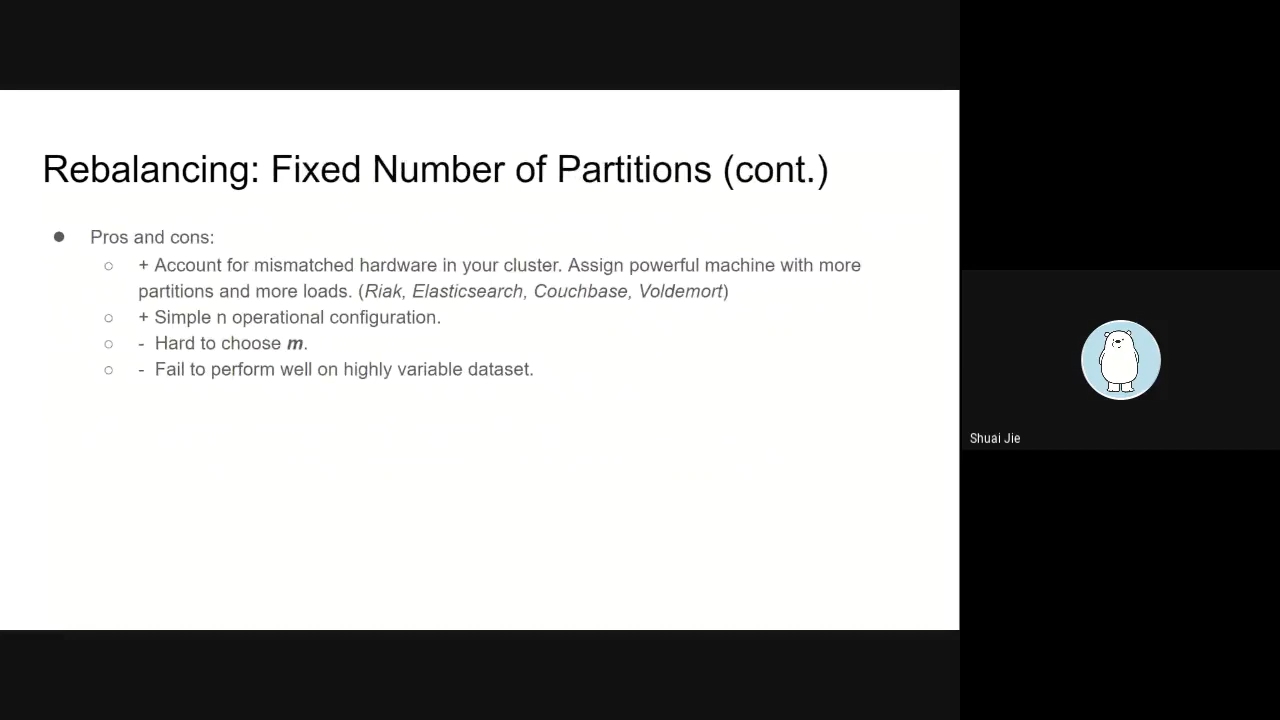 Rebalancing: Fixed Number of Partitions (cont.)
● Pros and cons:
○ + Account for mismatched hardware in your cluster. Assign powerful machine with more
partitions and more loads. (Riak, Elasticsearch, Couchbase, Voldemort)
○ + Simple n operational configuration.
○ - Hard to choose m.
○ - Fail to perform well on highly variable dataset.
Shuai Jie